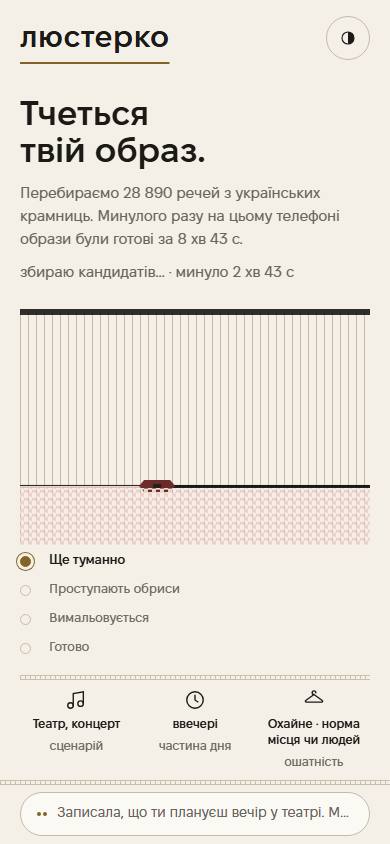 люстерко
Тчеться
твій образ.
Перебираємо 28 890 речей з українських
крамниць. Минулого разу на цьому телефоні
образи були готові за 8 хв 43 с.
збираю кандидатів… · минуло 2 хв 43 с
Ще туманно
Проступають обриси
Вимальовується
Готово
Театр, концерт
сценарій
ввечері
частина дня
Охайне · норма
місця чи людей
ошатність
Записала, що ти плануєш вечір у театрі. М…